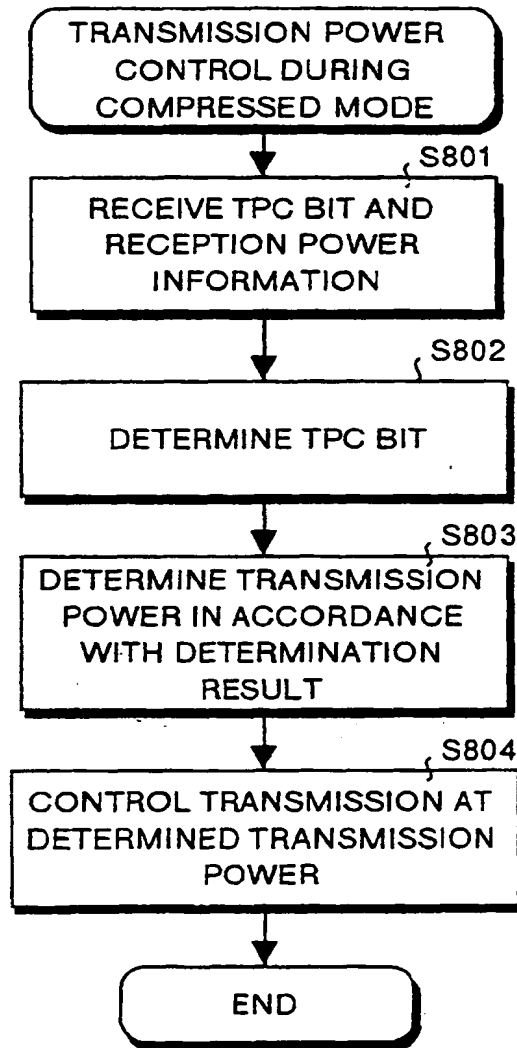 TRANSMISSION POWER
CONTROL DURING
COMPRESSED MODE
S801
RECEIVE TPC BIT AND
RECEPTION POWER
INFORMATION
S802
DETERMINE TPC BIT
S803
DETERMINE TRANSMISSION
POWER IN ACCORDANCE
WITH DETERMINATION
RESULT
S804
CONTROL TRANSMISSION AT
DETERMINED TRANSMISSION
POWER
END